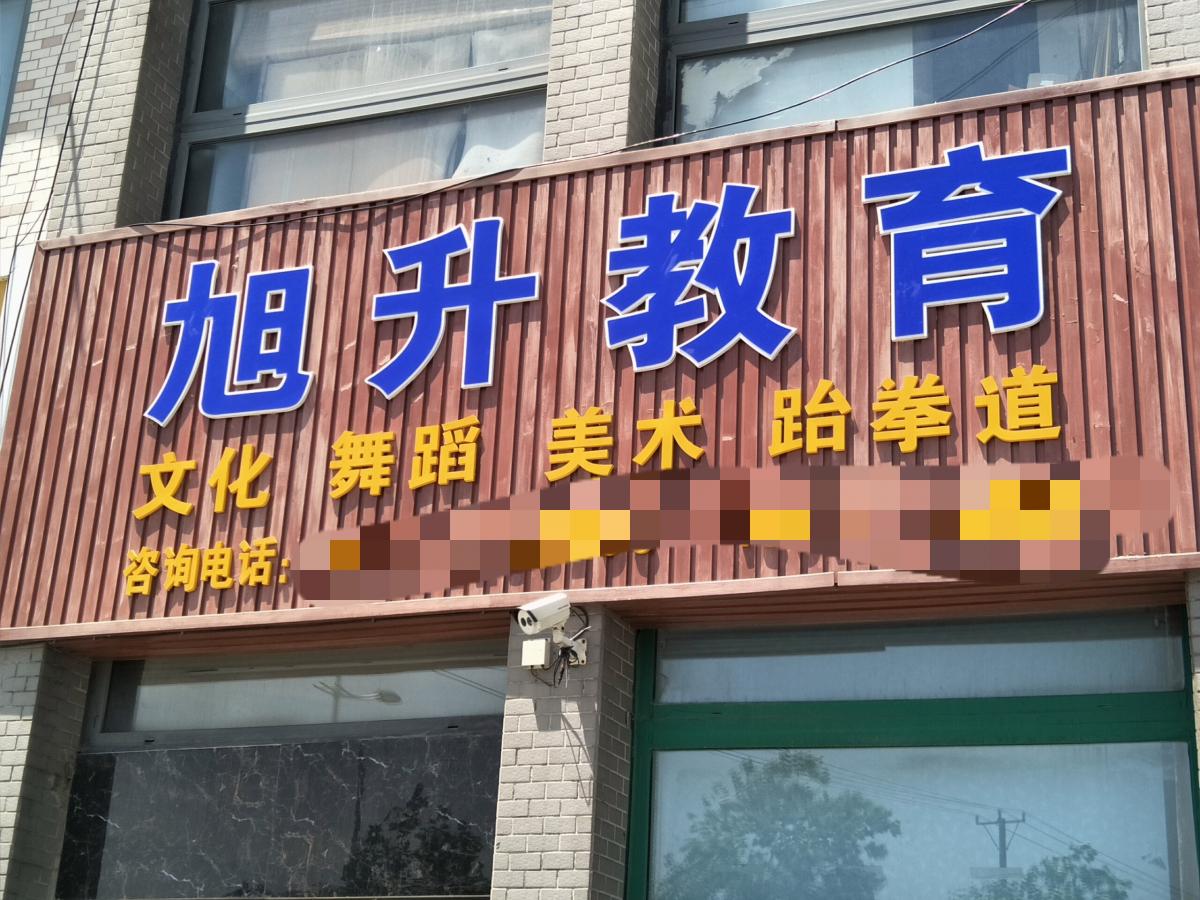 旭升教育
文化 舞蹈 美术 跆拳道
咨询电话: